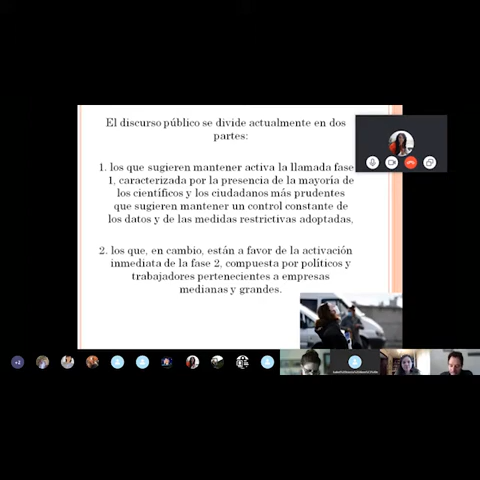 El discurso público se divide actualmente en dos
partes:
1. los que sugieren mantener activa la llamada fase
1, caracterizada por la presencia de la mayoría de
los científicos y los ciudadanos más prudentes
que sugieren mantener un control constante de
los datos y de las medidas restrictivas adoptadas,
2. los que, en cambio, están a favor de la activación
inmediata de la fase 2, compuesta por políticos y
trabajadores pertenecientes a empresas
medianas y grandes.